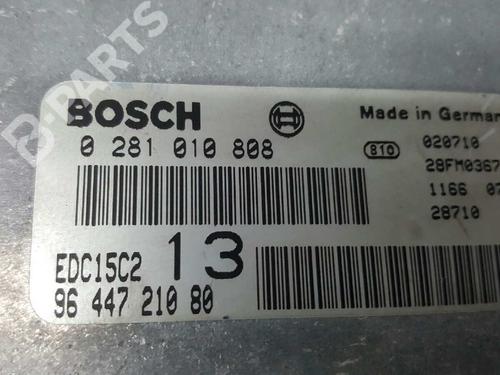 B-PARTS
BOSCH
Made in German
0 281 010 808
810
020710
28FM0367
1166 07
28710
EDC15C2 13
96 447 210 80